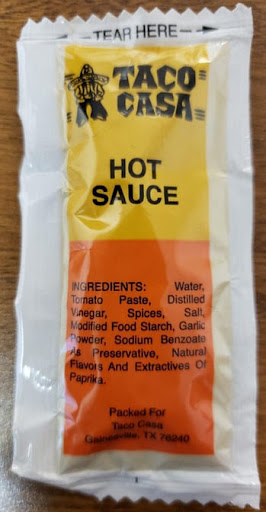 TEAR HERE
TACO
CASA
HOT
SAUCE
INGREDIENTS: Water,
Tomato Paste, Distilled
Vinegar, Spices, Salt,
Modified Food Starch, Garlic
Powder, Sodium Benzoate
As Preservative, Natural
Flavors And Extractives Of
Paprika.
Packed For
Taco Casa
Gainesville, TX 76240